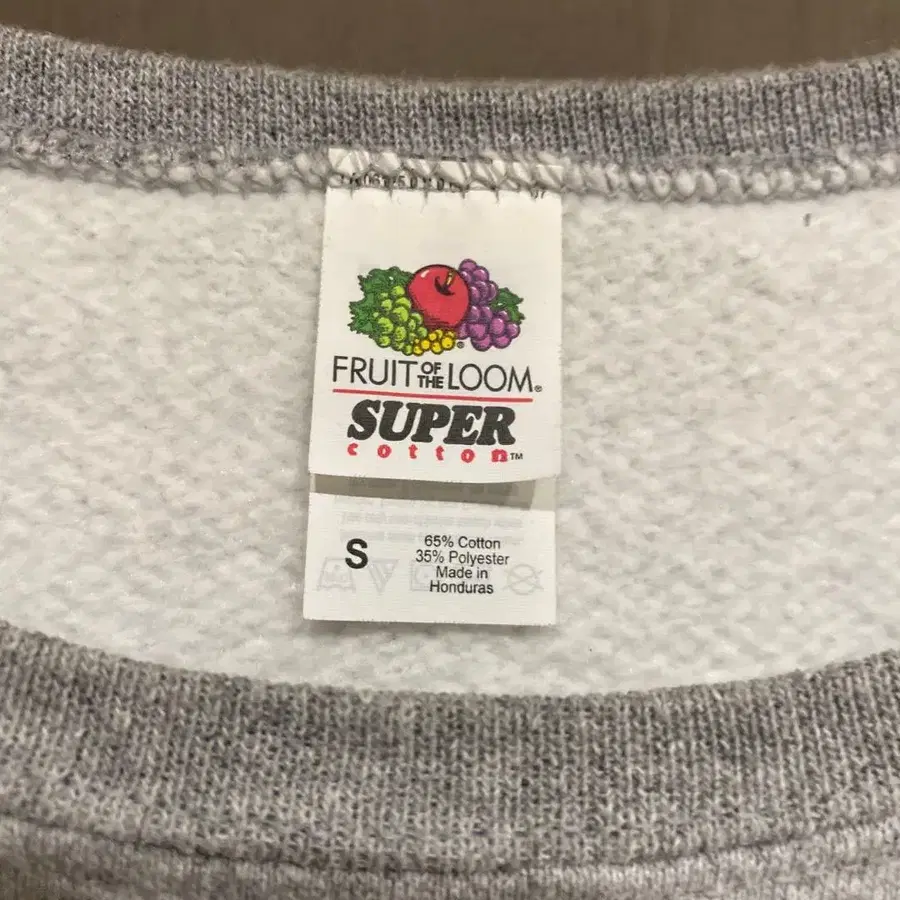 FRUIT OF THE LOOM®
SUPER
cotton™
S
65% Cotton
35% Polyester
Made in
Honduras